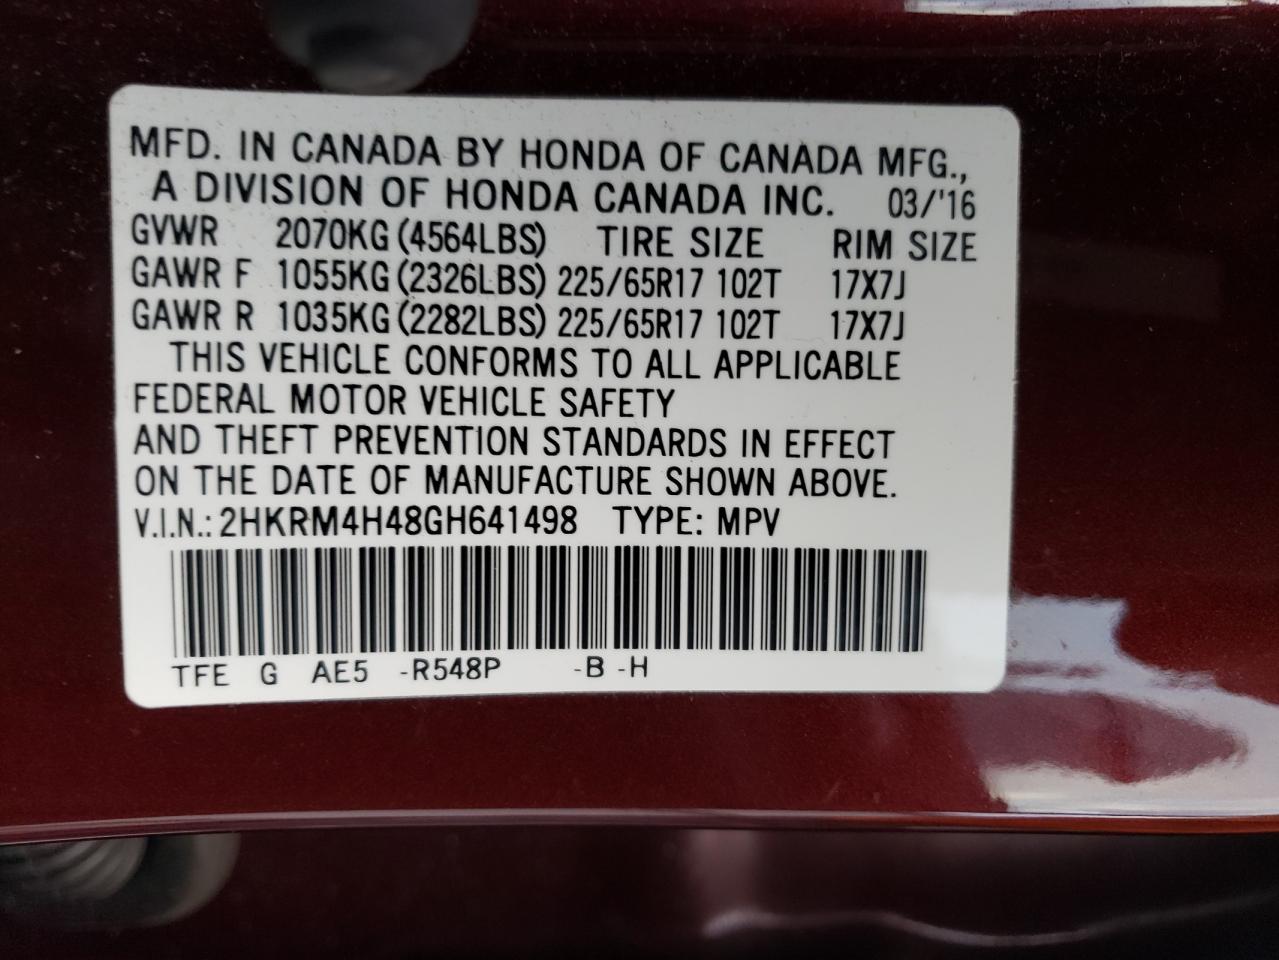 MFD. IN CANADA BY HONDA OF CANADA MFG.,
A DIVISION OF HONDA CANADA INC. 03/'16
GVWR 2070KG (4564LBS) TIRE SIZE RIM SIZE
GAWR F 1055KG (2326LBS) 225/65R17 102T 17X7J
GAWR R 1035KG (2282LBS) 225/65R17 102T 17X7J
THIS VEHICLE CONFORMS TO ALL APPLICABLE
FEDERAL MOTOR VEHICLE SAFETY
AND THEFT PREVENTION STANDARDS IN EFFECT
ON THE DATE OF MANUFACTURE SHOWN ABOVE.
V.I.N.: 2HKRM4H48GH641498 TYPE: MPV
TFE G AE5 -R548P -B -H